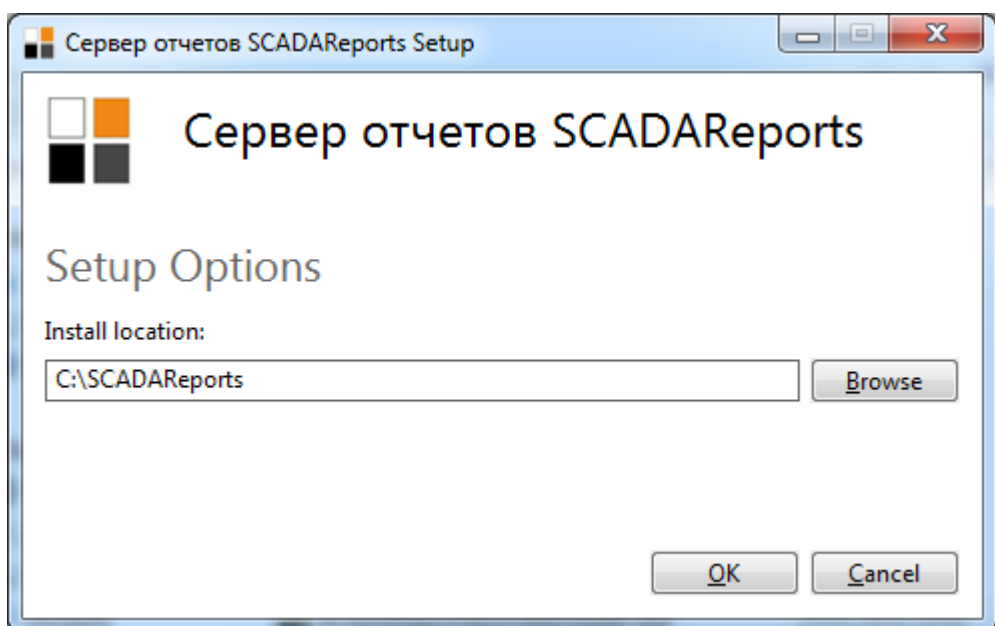 Сервер отчетов SCADAReports Setup
Сервер отчетов SCADAReports
Setup Options
Install location:
C:\SCADAReports
Browse
OK
Cancel